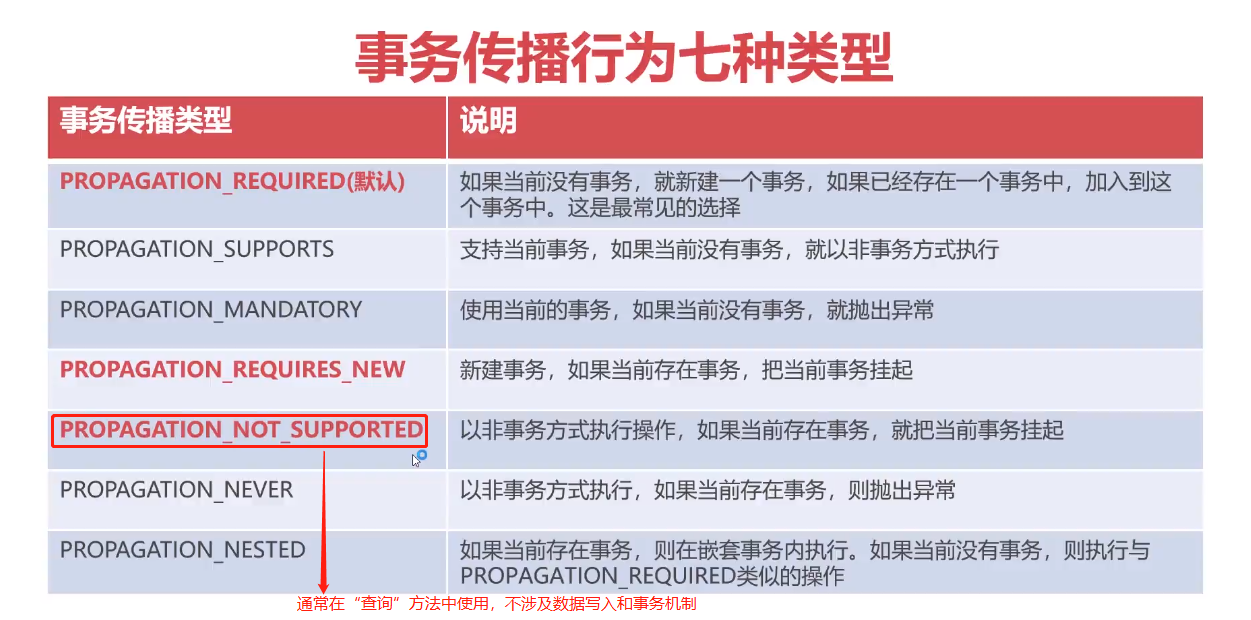 事务传播行为七种类型
事务传播类型
说明
PROPAGATION_REQUIRED(默认)
如果当前没有事务，就新建一个事务，如果已经存在一个事务中，加入到这
个事务中。这是最常见的选择
PROPAGATION_SUPPORTS
支持当前事务，如果当前没有事务，就以非事务方式执行
PROPAGATION_MANDATORY
使用当前的事务，如果当前没有事务，就抛出异常
PROPAGATION_REQUIRES_NEW
新建事务，如果当前存在事务，把当前事务挂起
PROPAGATION_NOT_SUPPORTED
以非事务方式执行操作，如果当前存在事务，就把当前事务挂起
PROPAGATION_NEVER
以非事务方式执行，如果当前存在事务，则抛出异常
PROPAGATION_NESTED
如果当前存在事务，则在嵌套事务内执行。如果当前没有事务，则执行与
PROPAGATION_REQUIRED类似的操作
通常在“查询”方法中使用，不涉及数据写入和事务机制